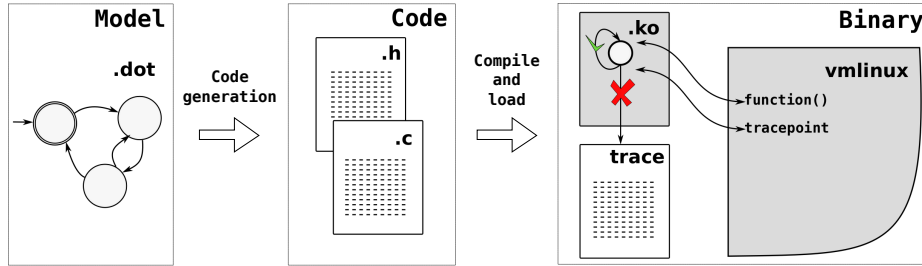 Model
.dot
Code
generation
Code
.h
.c
Compile
and
load
Binary
.ko
vmlinux
function()
tracepoint
trace